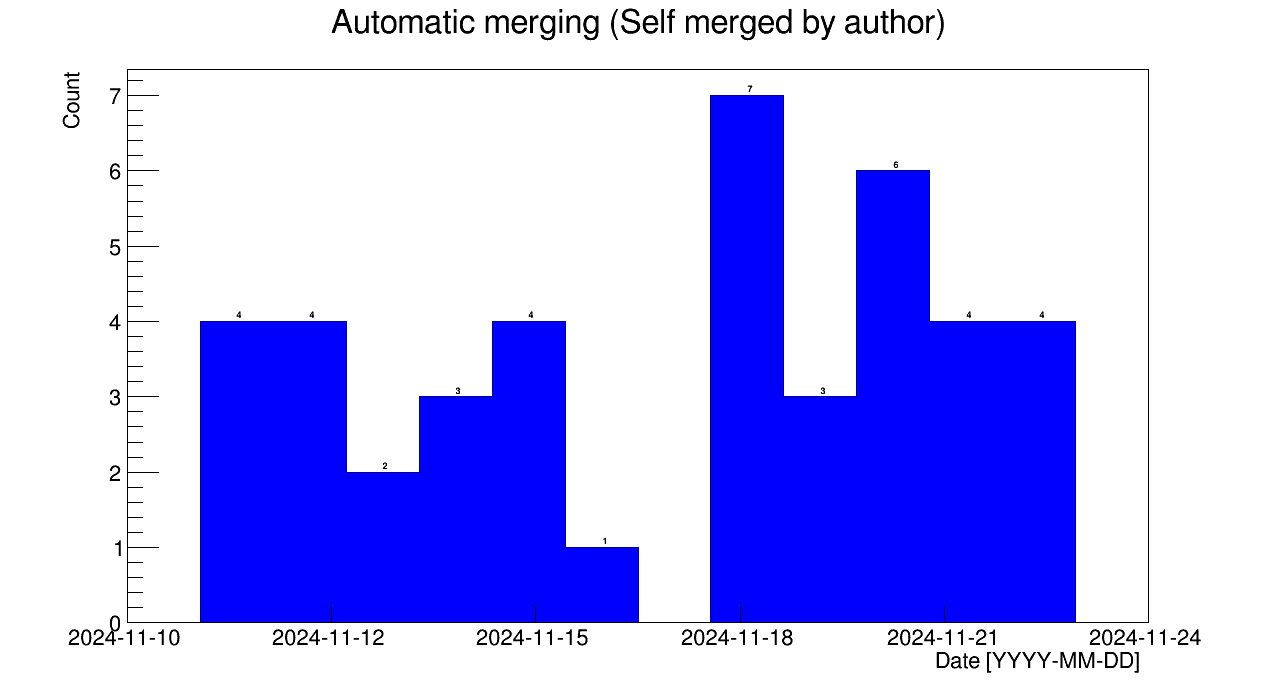 Automatic merging (Self merged by author)
Count
7
6
5
4
3
2
1
0
4 4 2 3 4 1 7 3 6 4 4
2024-11-10 2024-11-12 2024-11-15 2024-11-18 2024-11-21 2024-11-24
Date [YYYY-MM-DD]